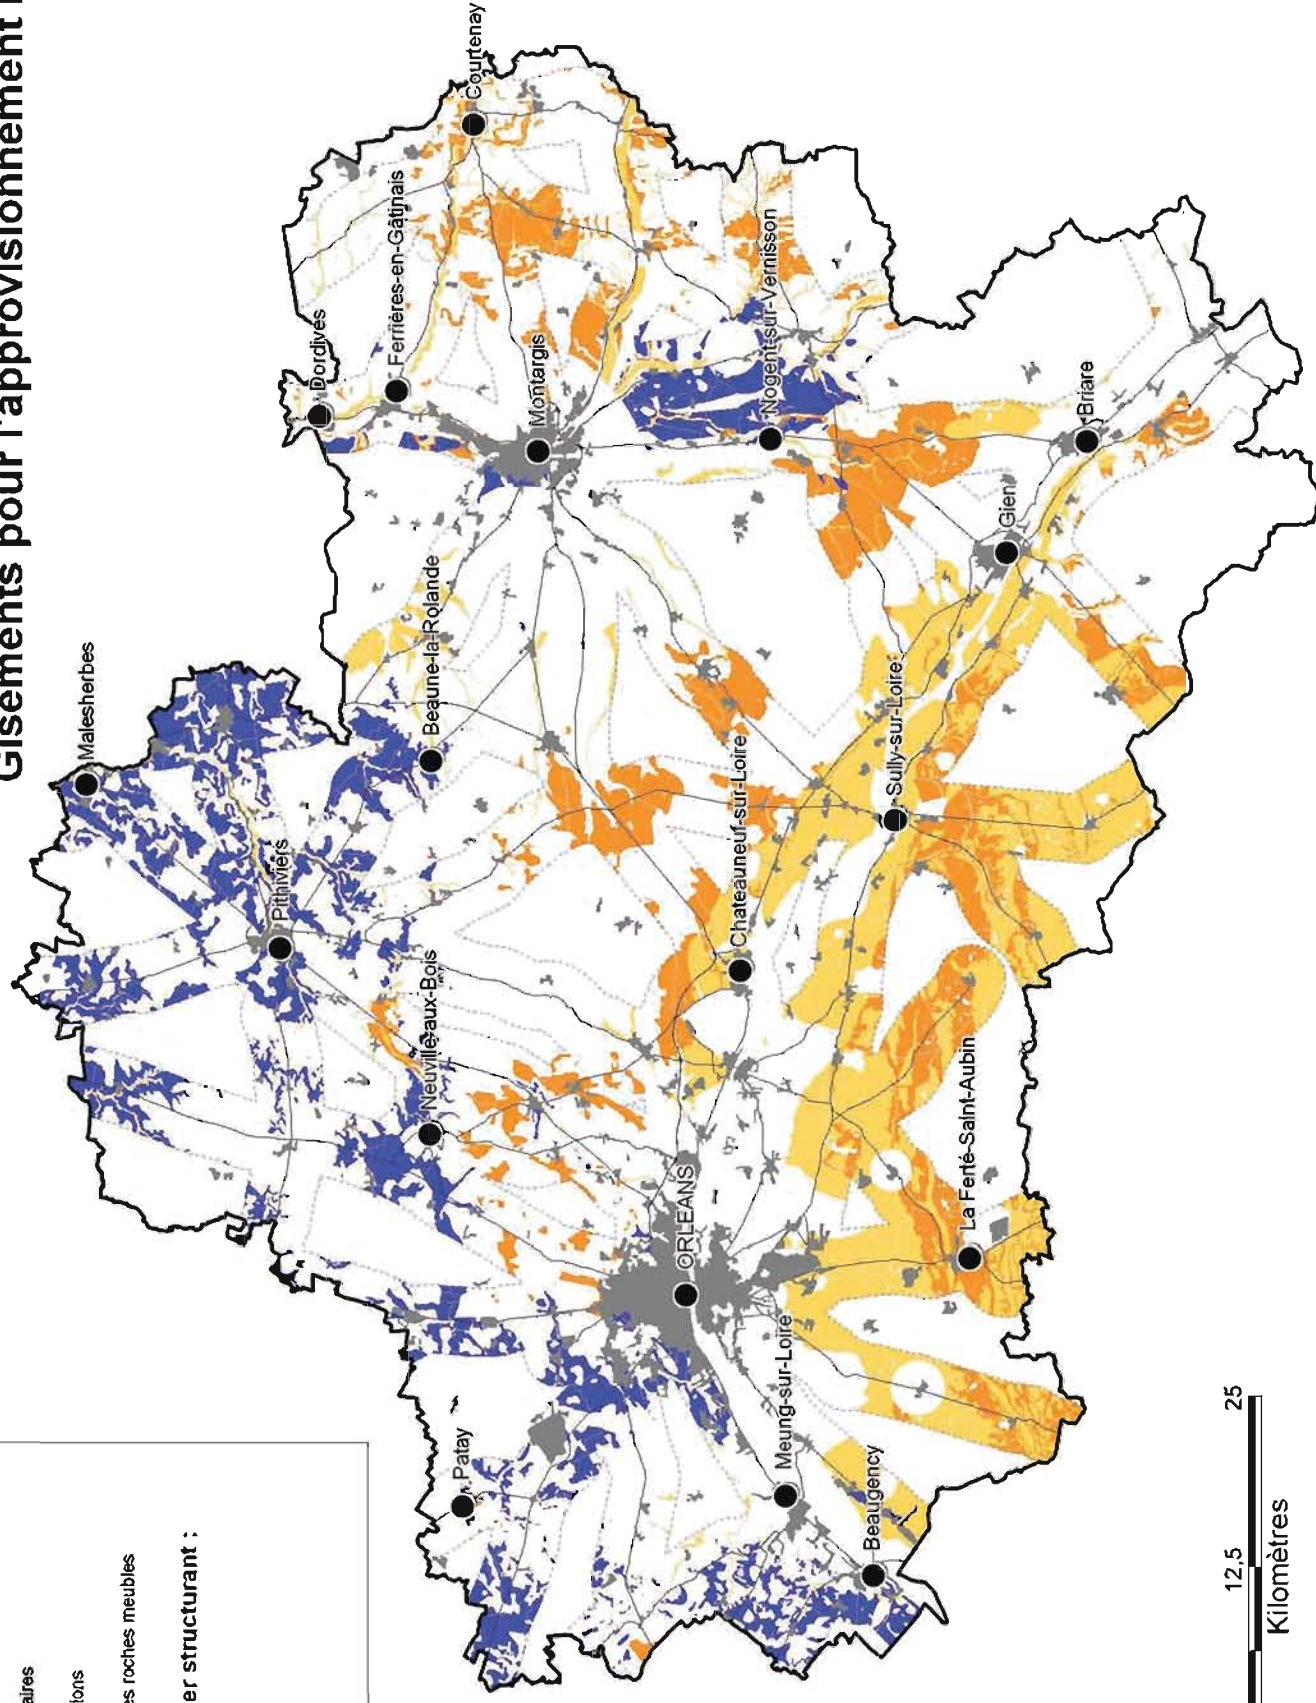 Gisements pour l'approvisionnement
aires
ions
es roches meubles
er structurant :
Malesherbes
Pithiviers
Neuville-aux-Bois
Beaune-la-Rolande
Dordives
Ferrières-en-Gâtinais
Courtenay
Montargis
Nogent-sur-Vernisson
Patay
ORLEANS
Chateauneuf-sur-Loire
Sully-sur-Loire
Gien
Briare
Meung-sur-Loire
Beaugency
La Ferté-Saint-Aubin
12,5
25
Kilomètres